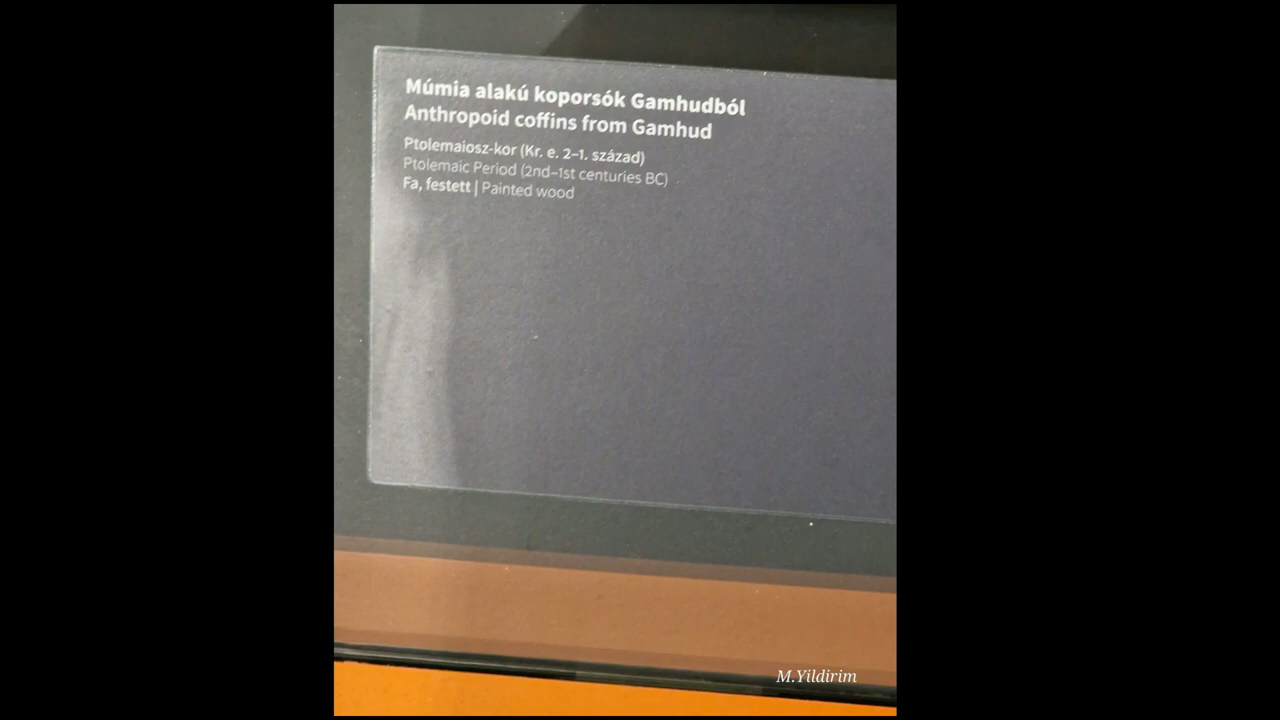 Múmia alakú koporsók Gamhudból
Anthropoid coffins from Gamhud
Ptolemaiosz-kor (Kr. e. 2–1. század)
Ptolemaic Period (2nd–1st centuries BC)
Fa, festett | Painted wood
M.Yildirim